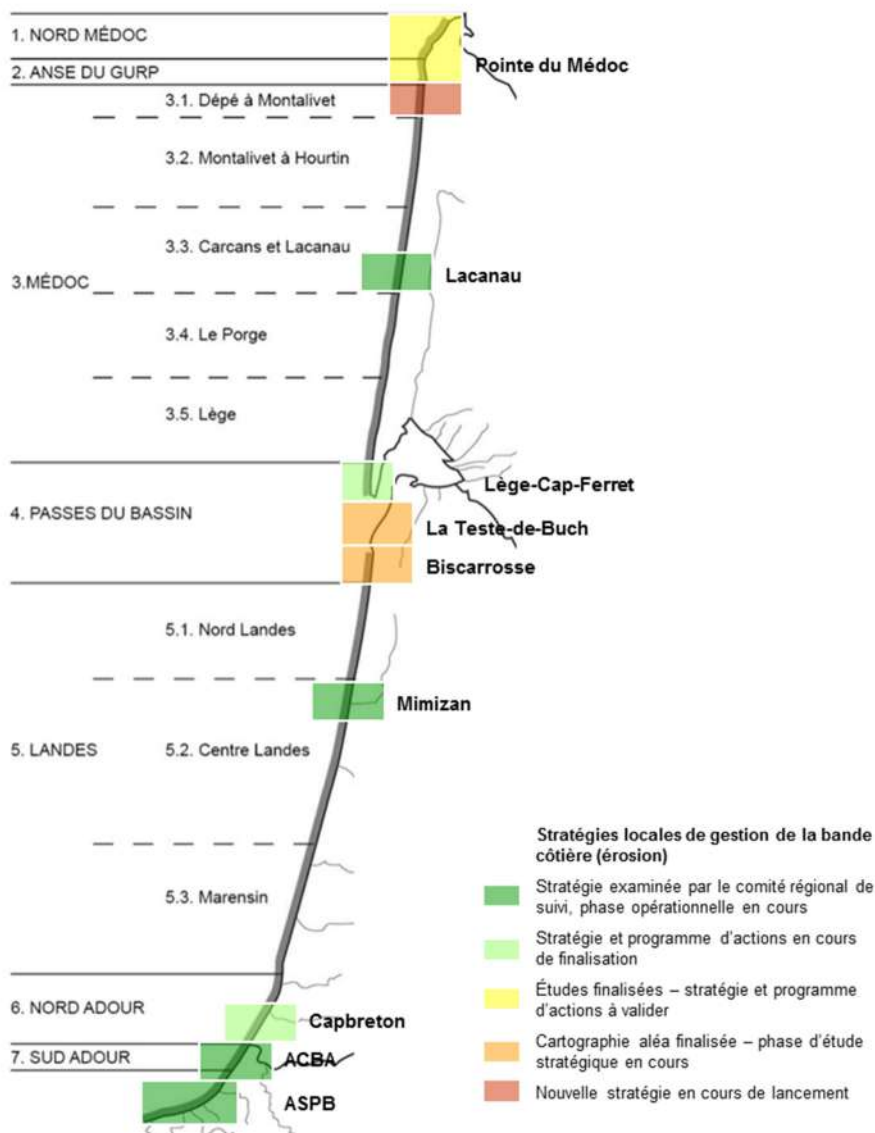 1. NORD MÉDOC
2. ANSE DU GURP
Pointe du Médoc
3.1. Dépé à Montalivet
3.2. Montalivet à Hourtin
3.3. Carcans et Lacanau
Lacanau
3.MÉDOC
3.4. Le Porge
3.5. Lège
Lège-Cap-Ferret
4. PASSES DU BASSIN
La Teste-de-Buch
Biscarrosse
5.1. Nord Landes
Mimizan
5. LANDES
5.2. Centre Landes
5.3. Marensin
6. NORD ADOUR
Capbreton
7. SUD ADOUR
ACBA
ASPB
Stratégies locales de gestion de la bande
côtière (érosion)
Stratégie examinée par le comité régional de
suivi, phase opérationnelle en cours
Stratégie et programme d'actions en cours
de finalisation
Études finalisées – stratégie et programme
d'actions à valider
Cartographie aléa finalisée – phase d'étude
stratégique en cours
Nouvelle stratégie en cours de lancement